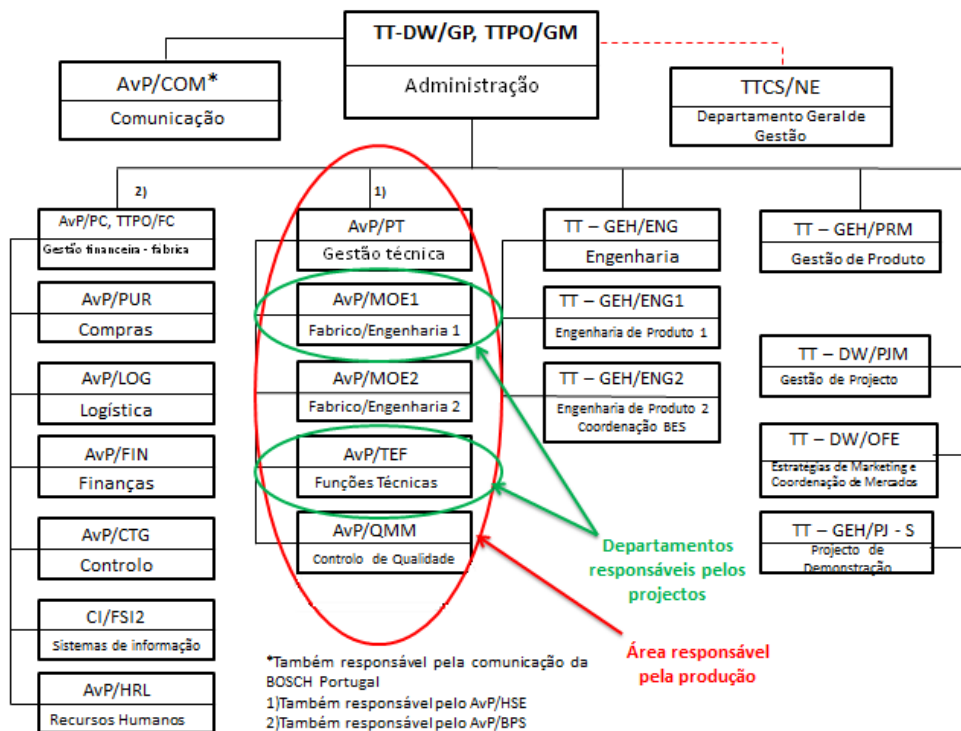 TT-DW/GP, TTPO/GM
Administração
AvP/COM*
Comunicação
TTCS/NE
Departamento Geral de
Gestão
2)
AvP/PC, TTPO/FC
Gestão financeira - fabrica
AvP/PUR
Compras
AvP/LOG
Logística
AvP/FIN
Finanças
AvP/CTG
Controlo
CI/FSI2
Sistemas de informação
AvP/HRL
Recursos Humanos
1)
AvP/PT
Gestão técnica
AvP/MOE1
Fabrico/Engenharia 1
AvP/MOE2
Fabrico/Engenharia 2
AvP/TEF
Funções Técnicas
AvP/QMM
Controlo de Qualidade
TT – GEH/ENG
Engenharia
TT – GEH/ENG1
Engenharia de Produto 1
TT – GEH/ENG2
Engenharia de Produto 2
Coordenação BES
TT – GEH/PRM
Gestão de Produto
TT – DW/PJM
Gestão de Projecto
TT – DW/OFE
Estratégias de Marketing e
Coordenação de Mercados
TT – GEH/PJ - S
Projecto de
Demonstração
Departamentos
responsáveis pelos
projectos
Área responsável
pela produção
*Também responsável pela comunicação da
BOSCH Portugal
1)Também responsável pelo AvP/HSE
2)Também responsável pelo AvP/BPS